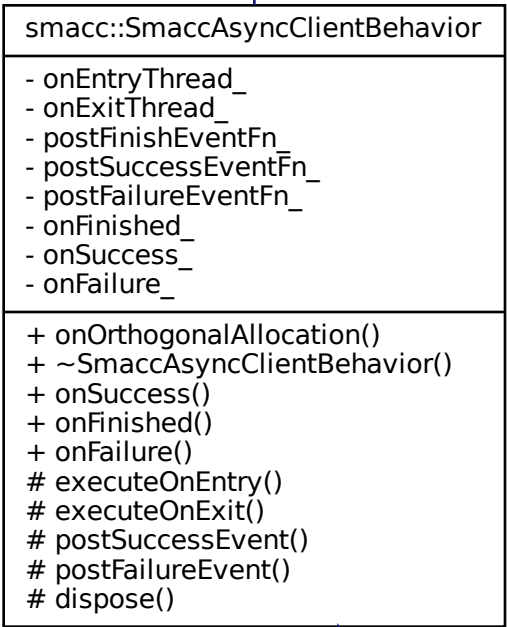 smacc::SmaccAsyncClientBehavior
- onEntryThread_
- onExitThread_
- postFinishEventFn_
- postSuccessEventFn_
- postFailureEventFn_
- onFinished_
- onSuccess_
- onFailure_
+ onOrthogonalAllocation()
+ ~SmaccAsyncClientBehavior()
+ onSuccess()
+ onFinished()
+ onFailure()
# executeOnEntry()
# executeOnExit()
# postSuccessEvent()
# postFailureEvent()
# dispose()